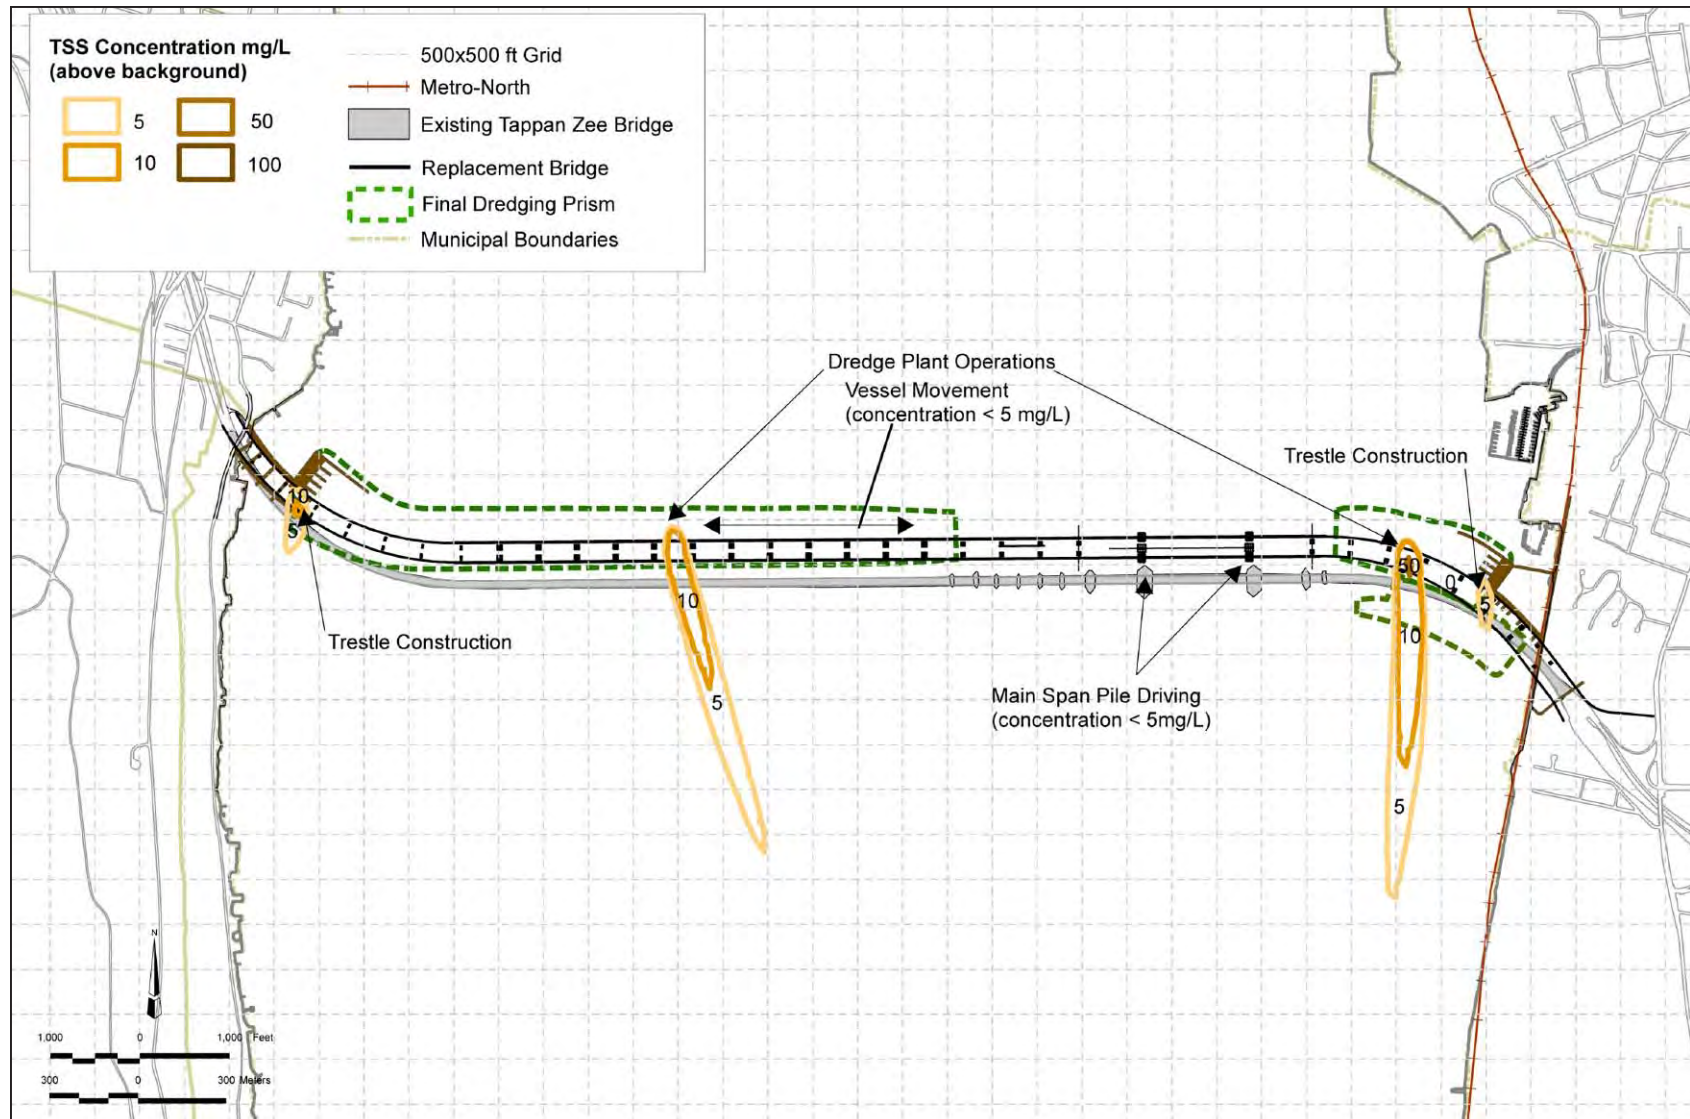 TSS Concentration mg/L
(above background)
5
50
10
100
500x500 ft Grid
Metro-North
Existing Tappan Zee Bridge
Replacement Bridge
Final Dredging Prism
Municipal Boundaries
Dredge Plant Operations
Vessel Movement
(concentration < 5 mg/L)
Trestle Construction
10
5
50
0
5
10
10
Trestle Construction
5
Main Span Pile Driving
(concentration < 5mg/L)
5
N
1,000 0 1,000 Feet
300 0 300 Meters